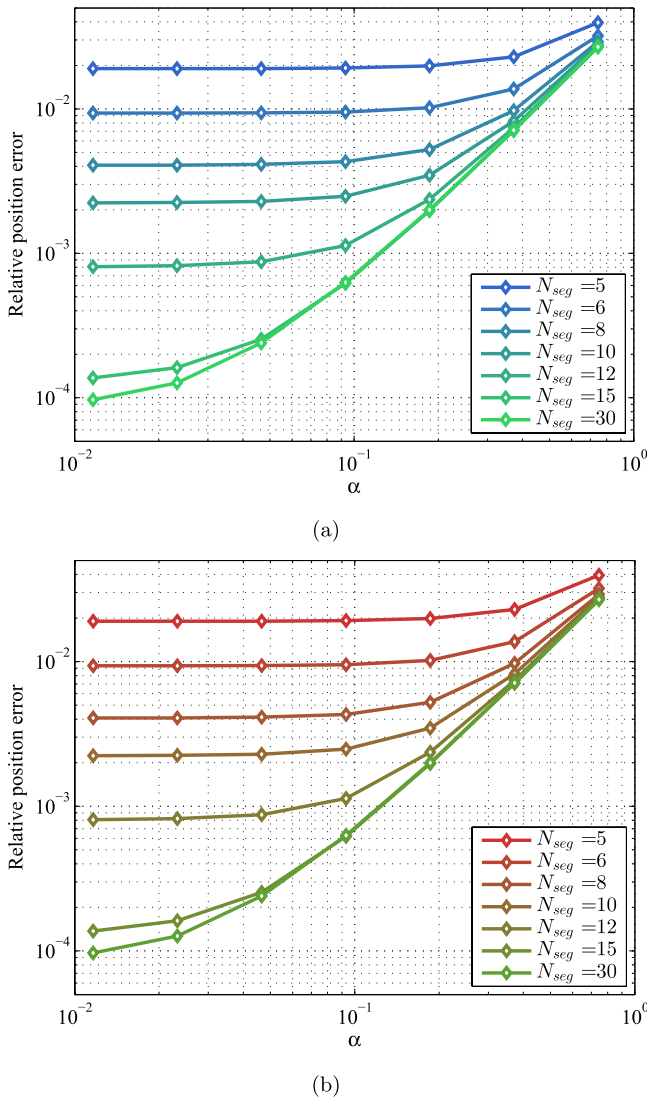 10^-2
10^-3
10^-4
Relative position error
N_seg =5
N_seg =6
N_seg =8
N_seg =10
N_seg =12
N_seg =15
N_seg =30
10^-2 10^-1 10^0
α
(a)
10^-2
10^-3
10^-4
Relative position error
N_seg =5
N_seg =6
N_seg =8
N_seg =10
N_seg =12
N_seg =15
N_seg =30
10^-2 10^-1 10^0
α
(b)